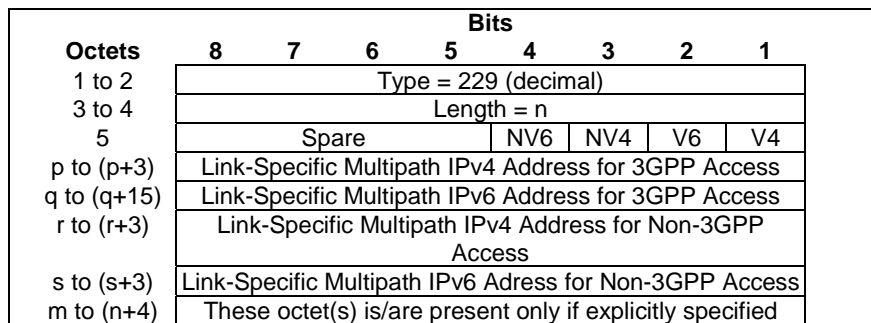 Bits
Octets 8 7 6 5 4 3 2 1
1 to 2 Type = 229 (decimal)
3 to 4 Length = n
5 Spare NV6 NV4 V6 V4
p to (p+3) Link-Specific Multipath IPv4 Address for 3GPP Access
q to (q+15) Link-Specific Multipath IPv6 Address for 3GPP Access
r to (r+3) Link-Specific Multipath IPv4 Address for Non-3GPP
Access
s to (s+3) Link-Specific Multipath IPv6 Adress for Non-3GPP Access
m to (n+4) These octet(s) is/are present only if explicitly specified